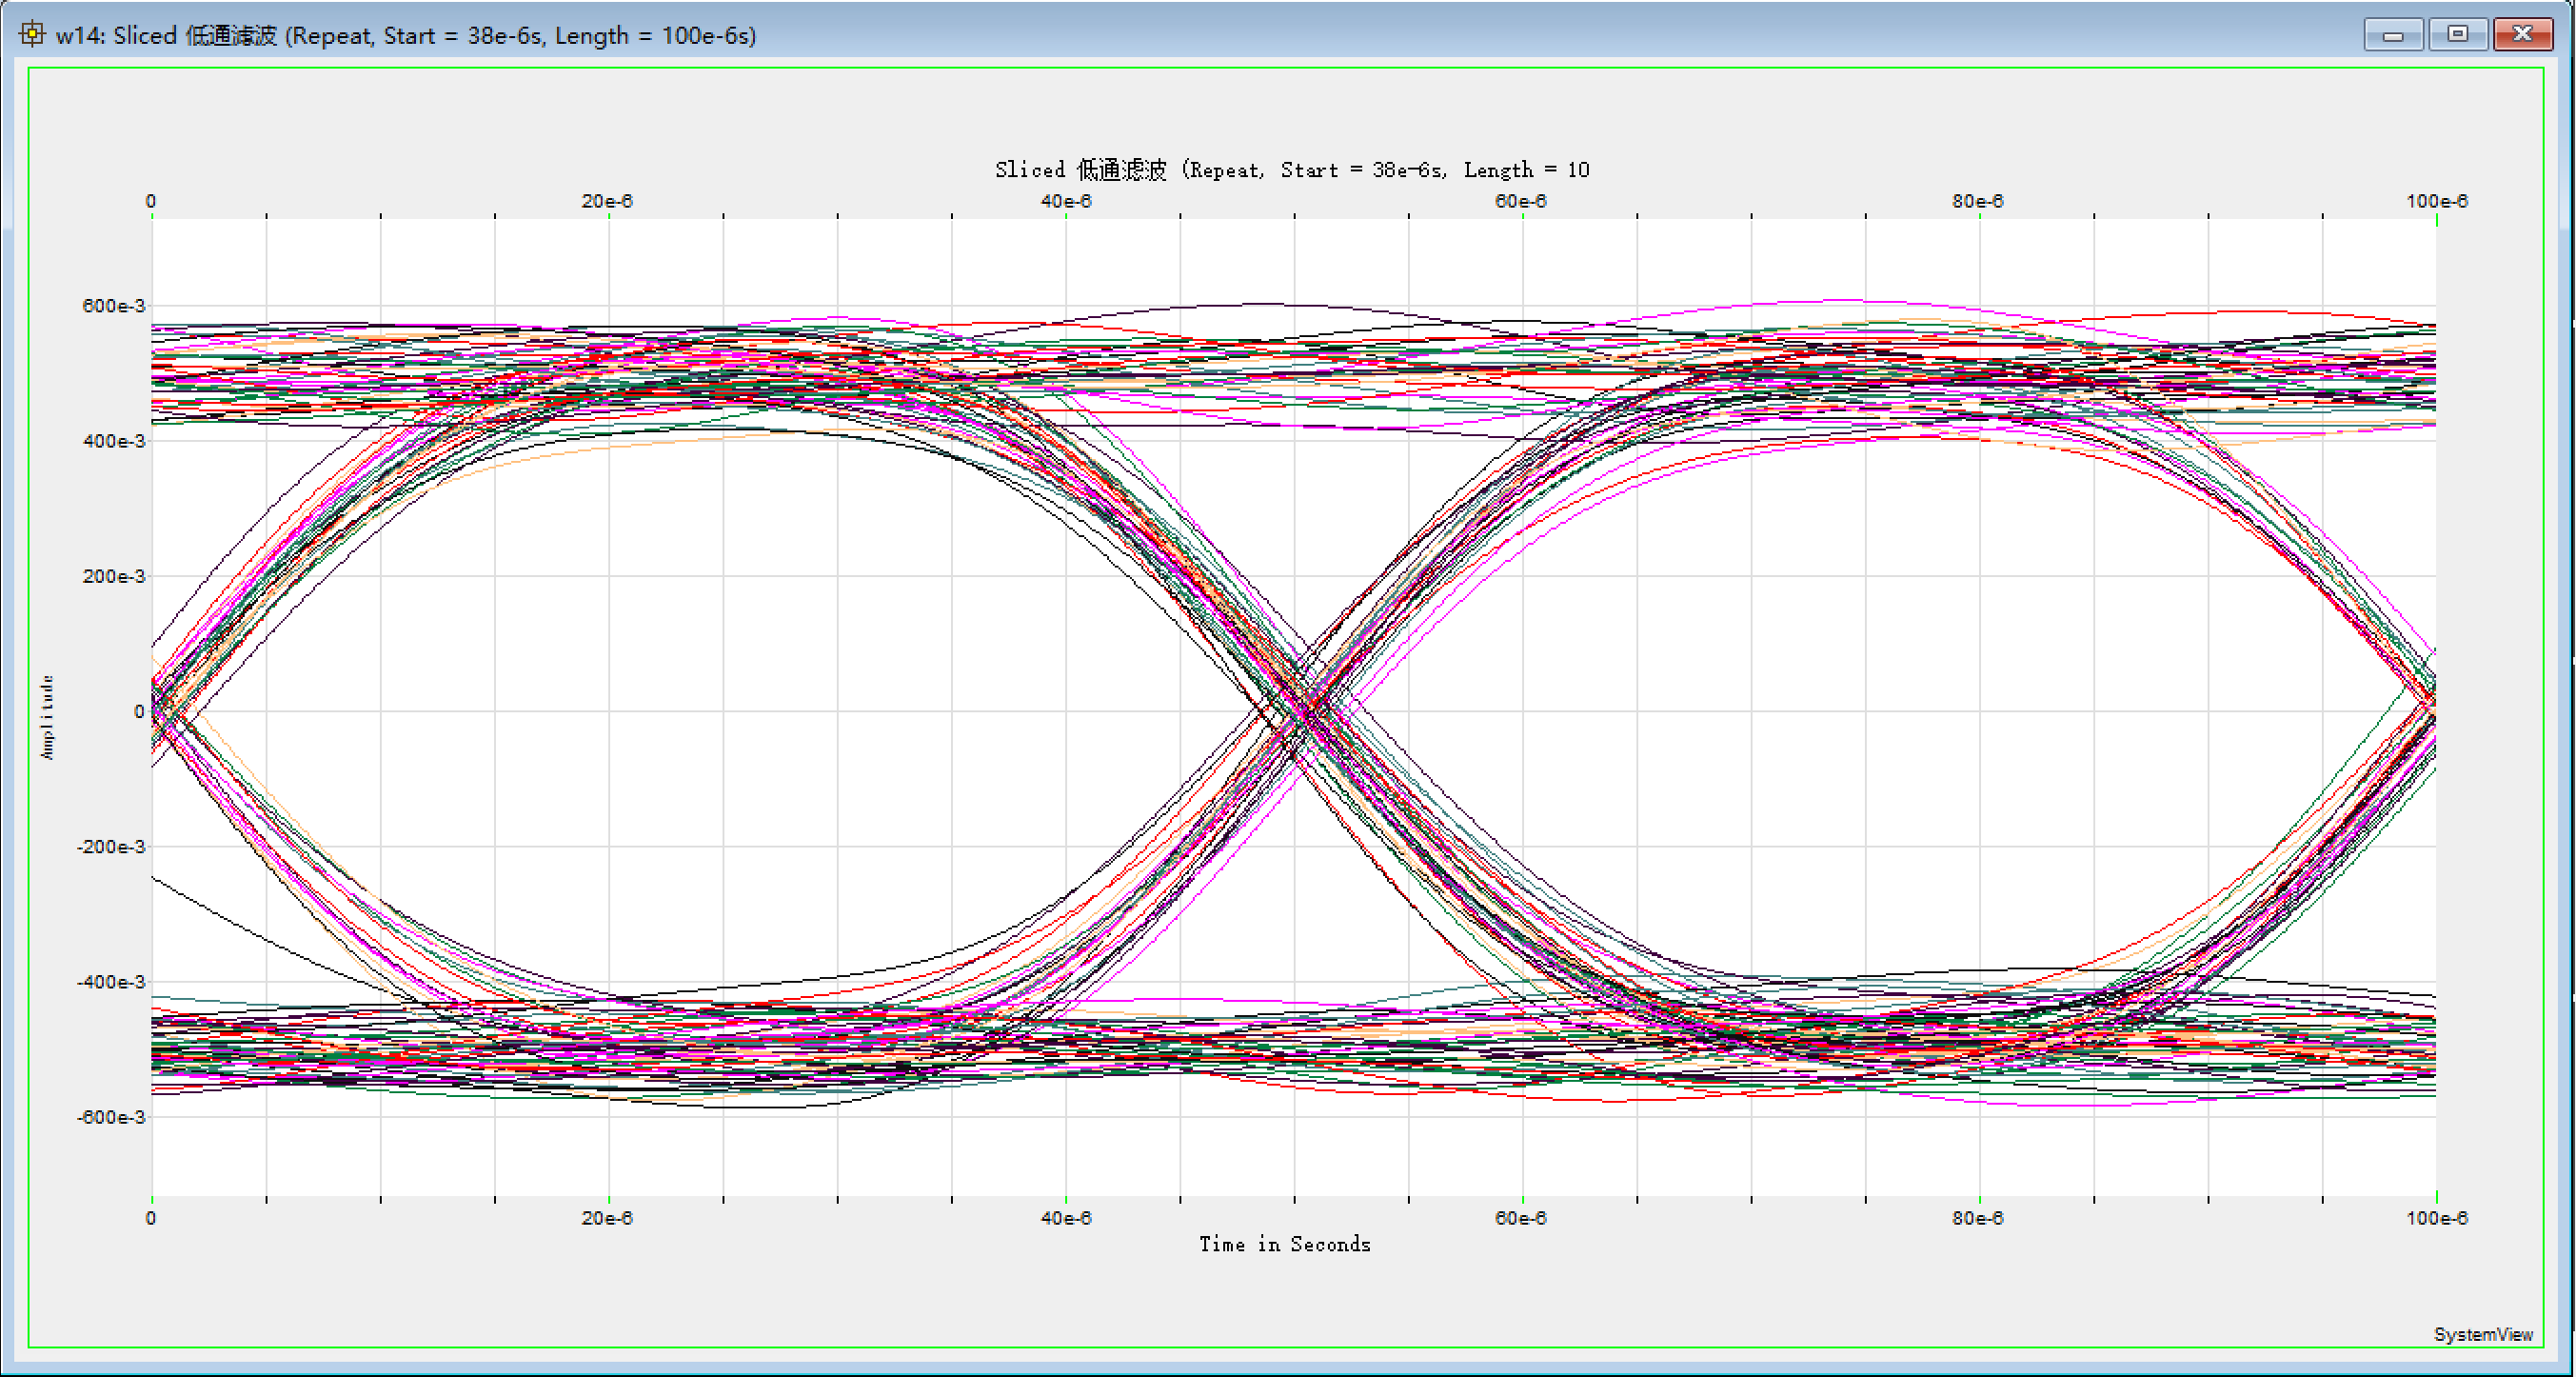 w14: Sliced 低通滤波 (Repeat, Start = 38e-6s, Length = 100e-6s)
Sliced 低通滤波 (Repeat, Start = 38e-6s, Length = 10
0 20e-6 40e-6 60e-6 80e-6 100e-6
600e-3
400e-3
200e-3
0
-200e-3
-400e-3
-600e-3
Amplitude
0 20e-6 40e-6 60e-6 80e-6 100e-6
Time in Seconds
SystemView